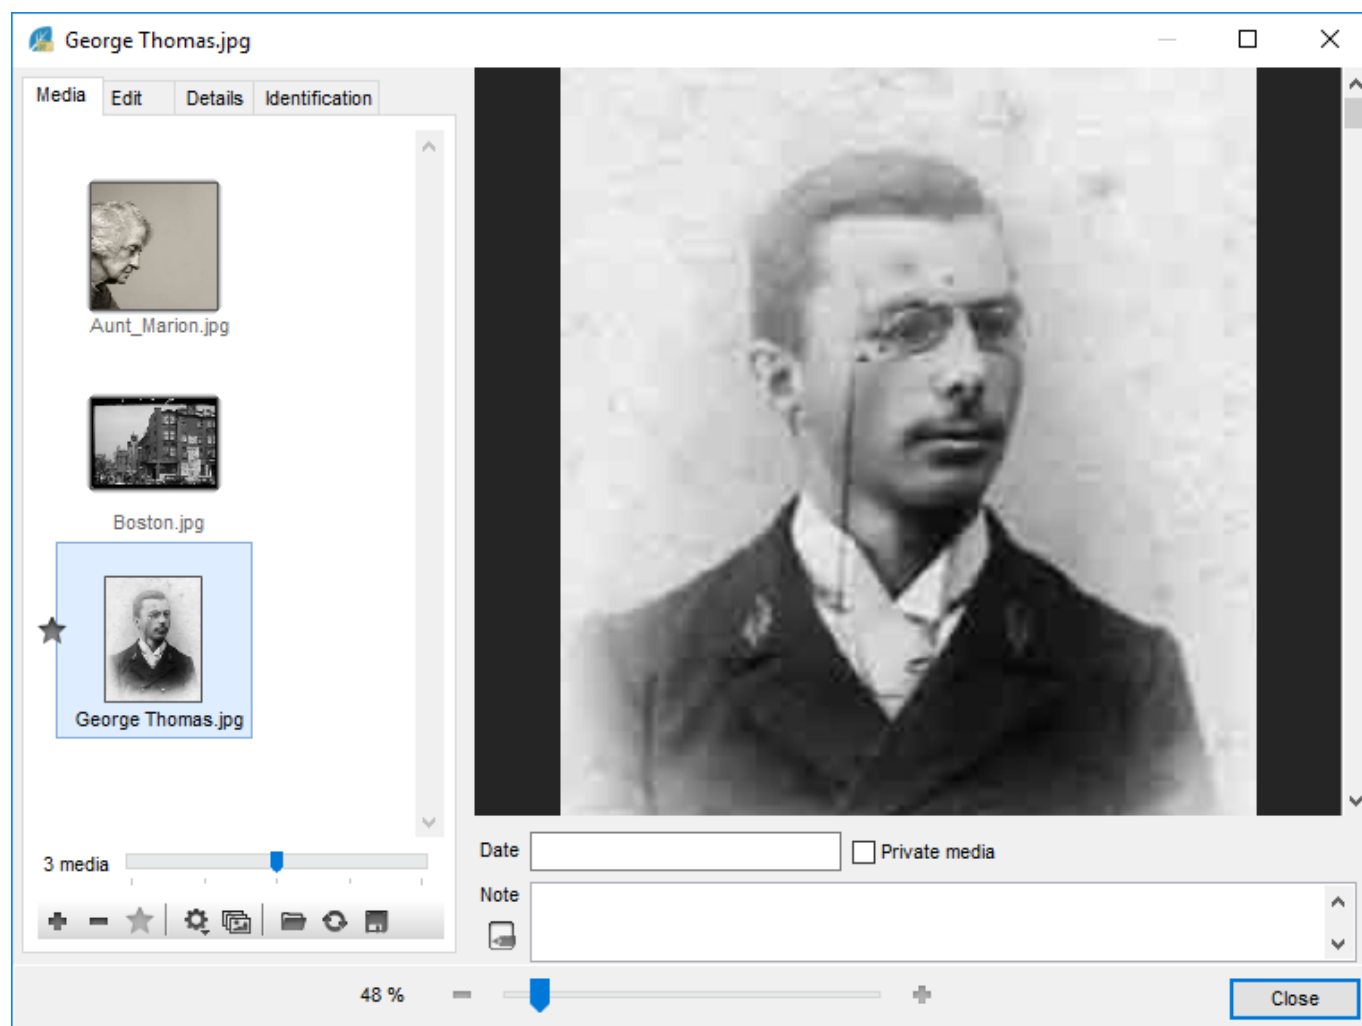 George Thomas.jpg
Media Edit Details Identification
Aunt_Marion.jpg
Boston.jpg
George Thomas.jpg
3 media
Date Private media
Note
48 % Close